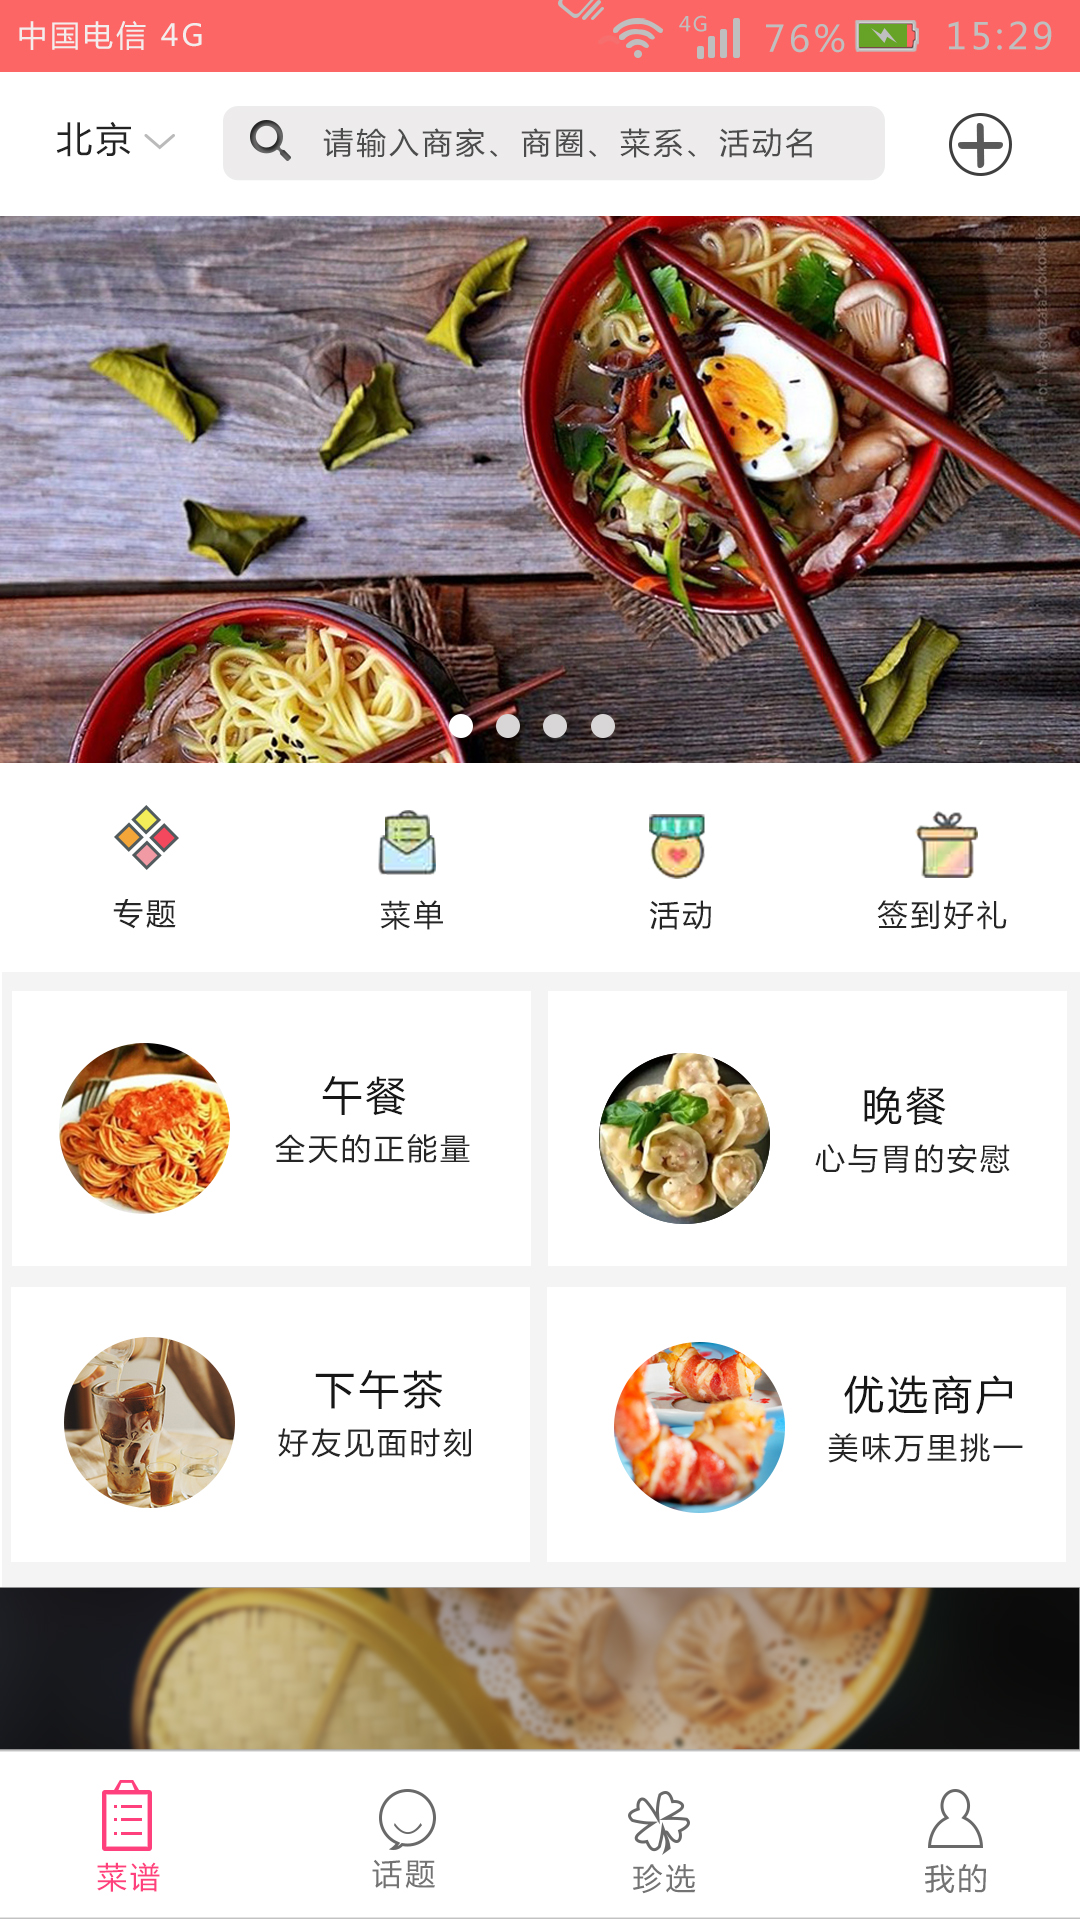 中国电信 4G 4G 76% 15:29
北京 请输入商家、商圈、菜系、活动名
专题 菜单 活动 签到好礼
午餐 晚餐
全天的正能量 心与胃的安慰
下午茶 优选商户
好友见面时刻 美味万里挑一
菜谱 话题 珍选 我的